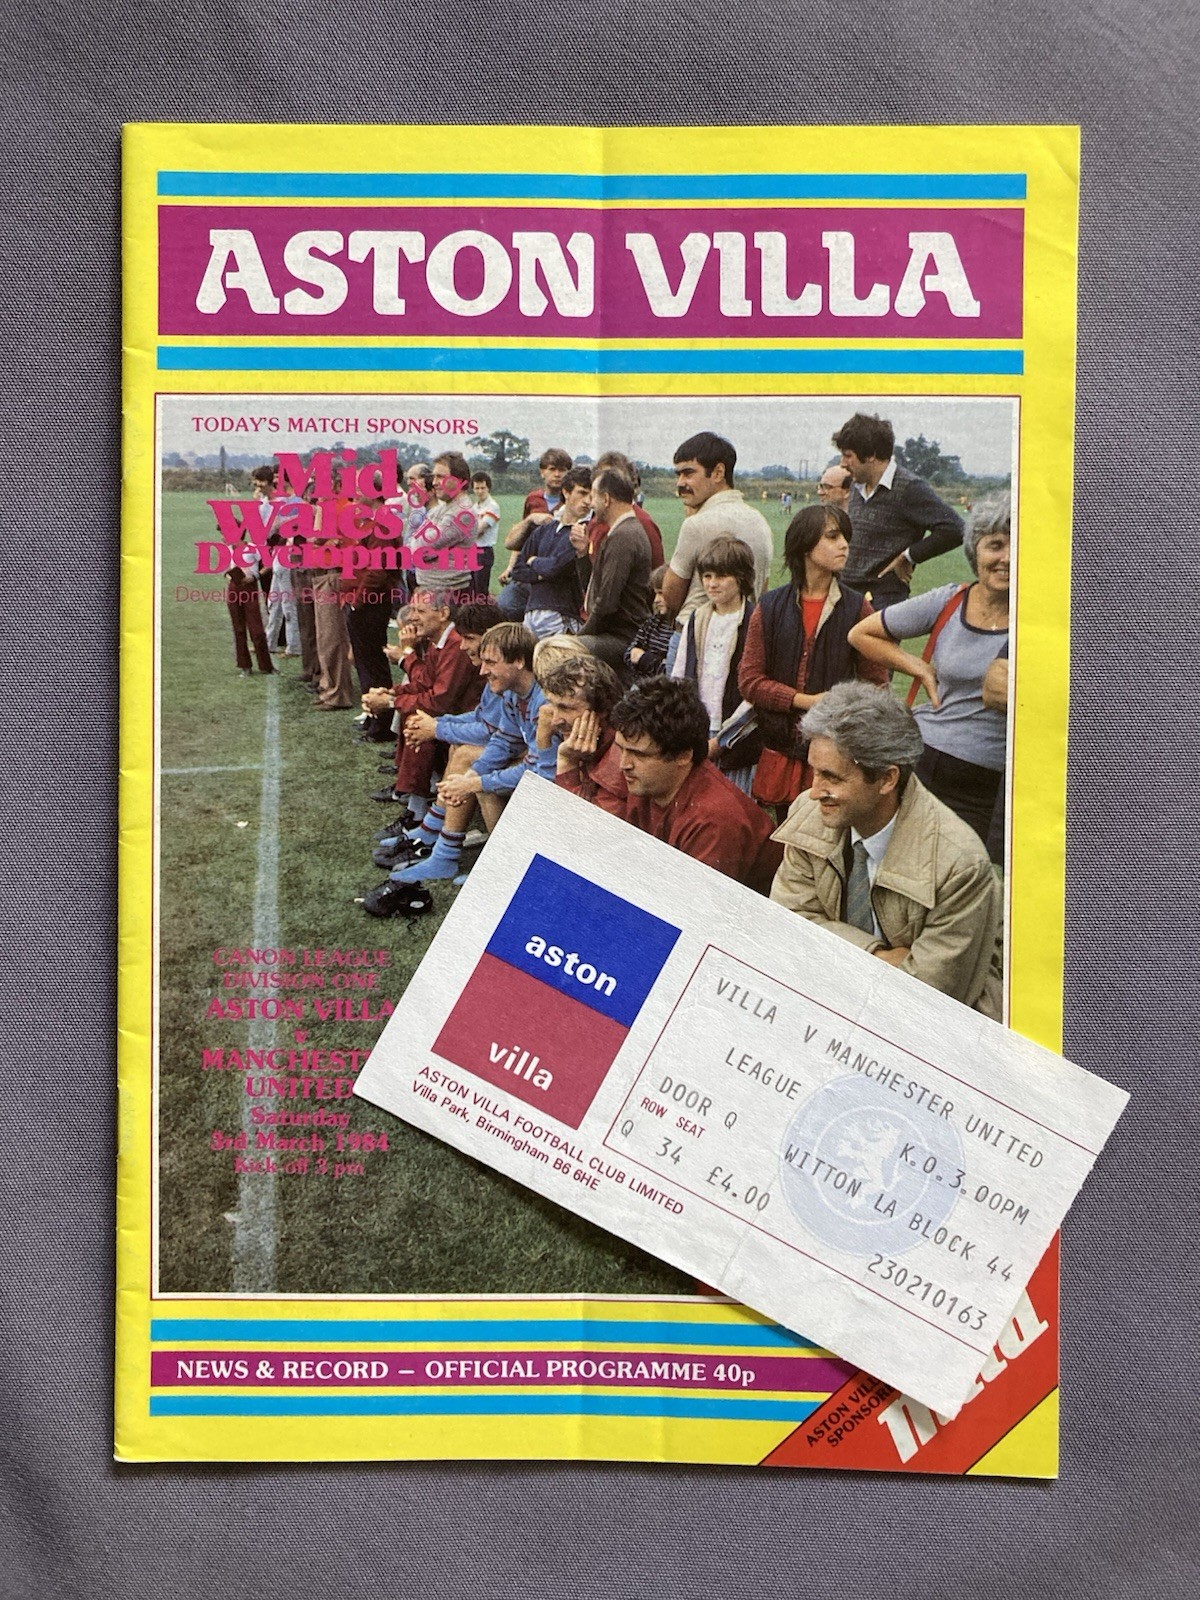 ASTON VILLA
TODAY'S MATCH SPONSORS
Mid
Wales
Development
Development Board for Rural Wales
CANON LEAGUE
DIVISION ONE
ASTON VILLA
v
MANCHEST
UNITED
Saturday
3rd March 1984
Kick off 3 pm
aston
villa
ASTON VILLA FOOTBALL CLUB LIMITED
Villa Park, Birmingham B6 6HE
VILLA V MANCHESTER UNITED
LEAGUE K.O.3.00PM
DOOR Q WITTON LA BLOCK 44
ROW SEAT
Q 34 £4.00 230210163
NEWS & RECORD – OFFICIAL PROGRAMME 40p
ASTON VIL
SPONSOR